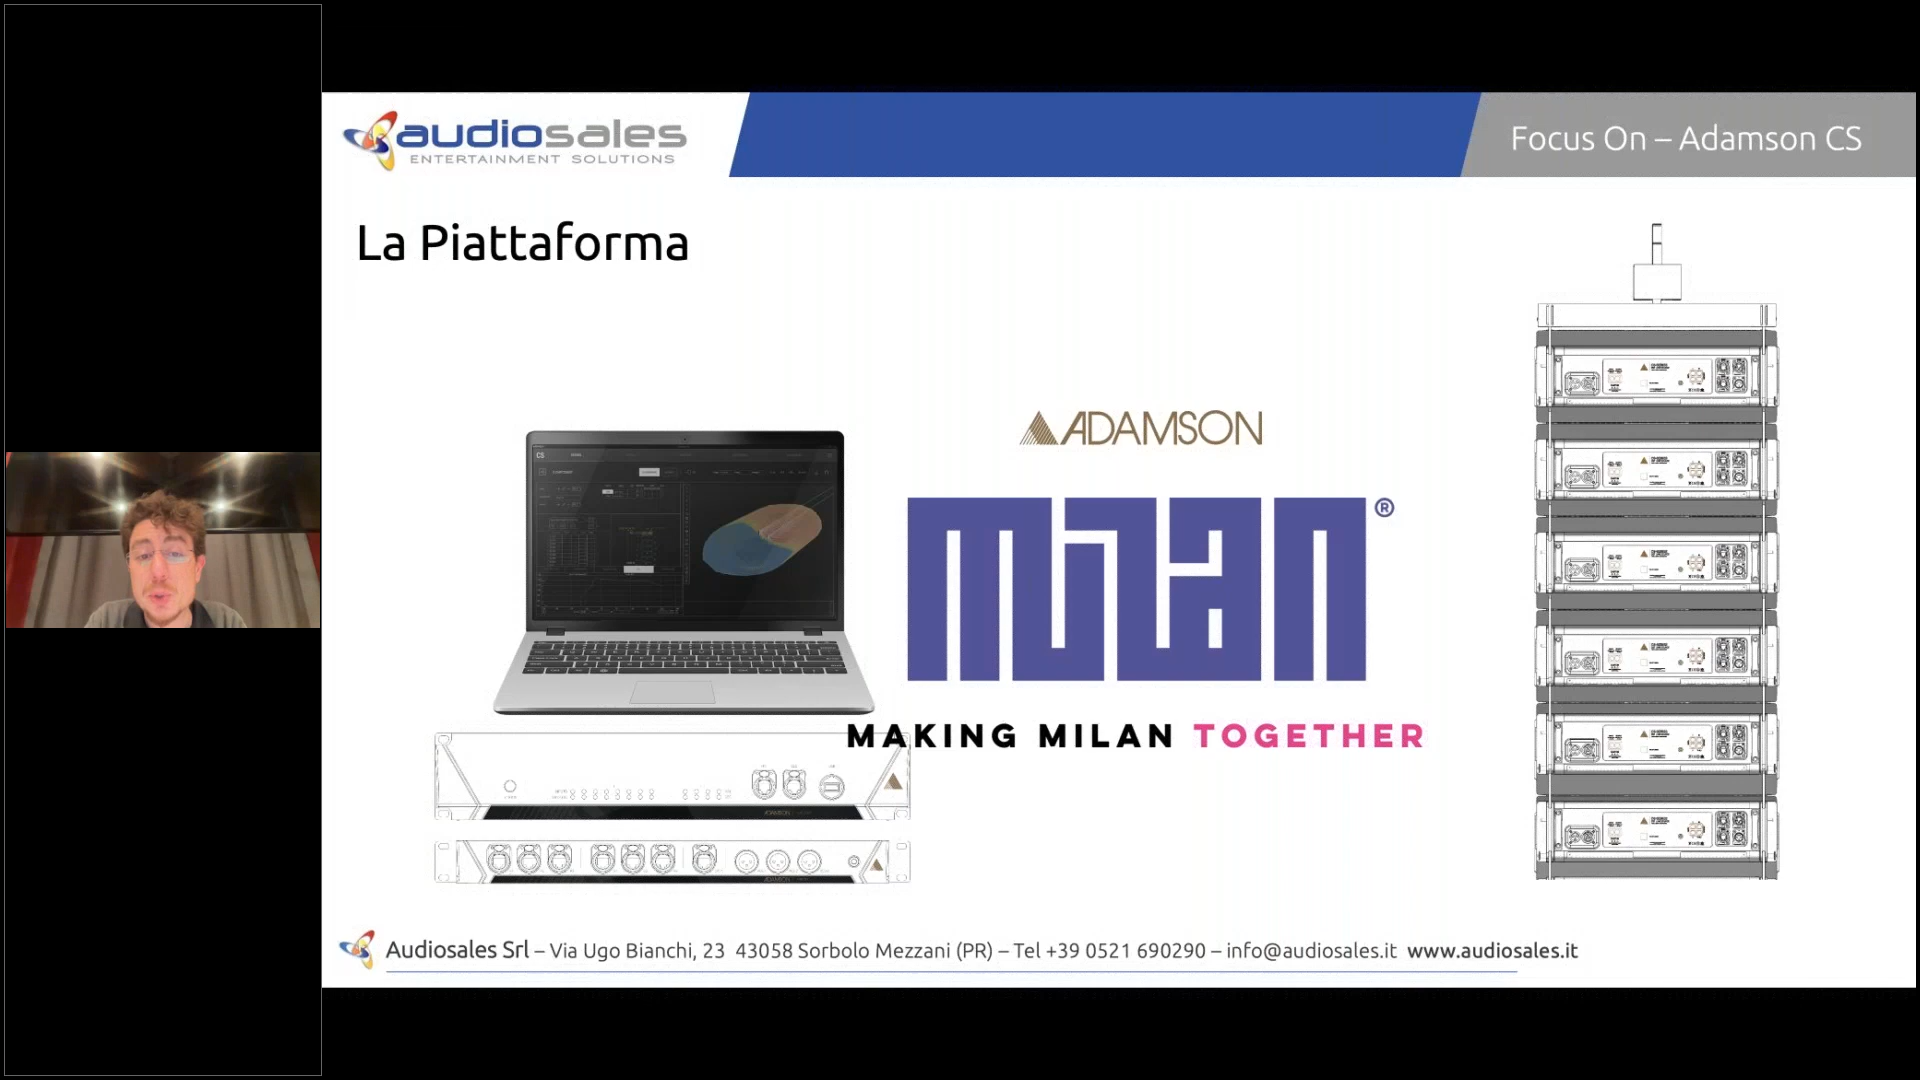 audiosales
ENTERTAINMENT SOLUTIONS
Focus On – Adamson CS
La Piattaforma
ADAMSON
CS
milan®
MAKING MILAN TOGETHER
Audiosales Srl – Via Ugo Bianchi, 23 43058 Sorbolo Mezzani (PR) – Tel +39 0521 690290 – info@audiosales.it www.audiosales.it